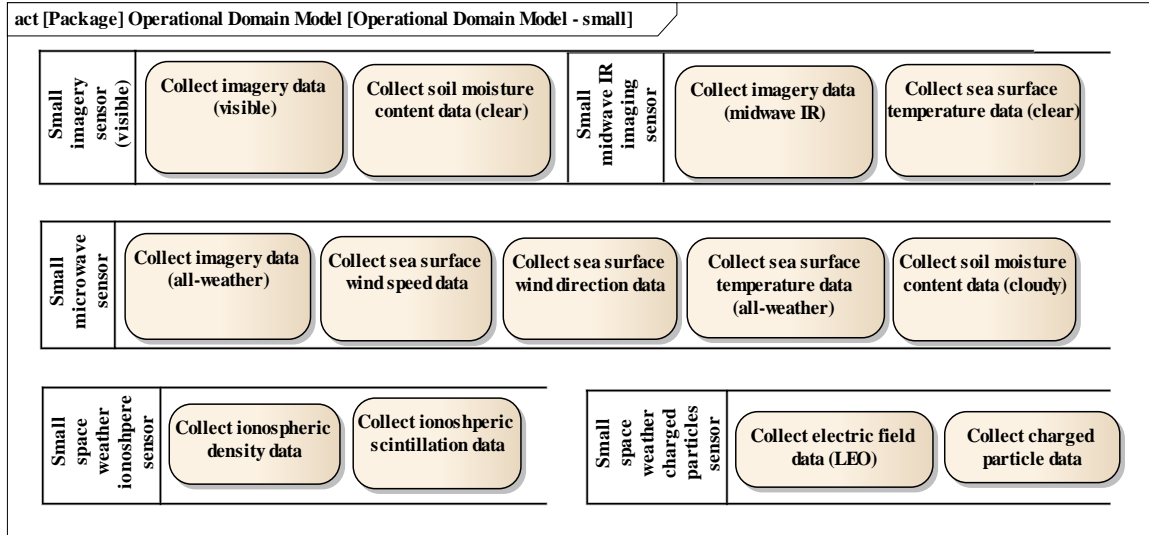 act [Package] Operational Domain Model [Operational Domain Model - small]
Small
imagery
sensor
(visible)
Collect imagery data
(visible)
Collect soil moisture
content data (clear)
Small
midwave IR
imaging
sensor
Collect imagery data
(midwave IR)
Collect sea surface
temperature data (clear)
Small
microwave
sensor
Collect imagery data
(all-weather)
Collect sea surface
wind speed data
Collect sea surface
wind direction data
Collect sea surface
temperature data
(all-weather)
Collect soil moisture
content data (cloudy)
Small
space
weather
ionoshpere
sensor
Collect ionospheric
density data
Collect ionoshperic
scintillation data
Small
space
weather
charged
particles
sensor
Collect electric field
data (LEO)
Collect charged
particle data